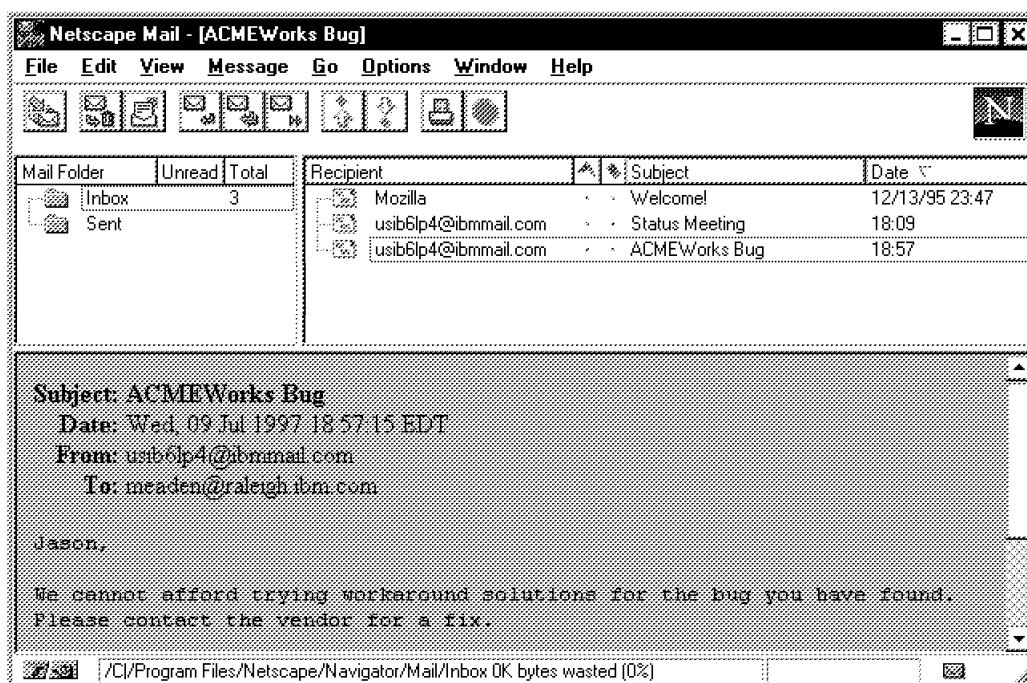 Netscape Mail - [ACMEWorks Bug]
File Edit View Message Go Options Window Help
N
Mail Folder Unread Total
Inbox 3
Sent
Recipient Subject Date
Mozilla Welcome! 12/13/95 23:47
usib6lp4@ibmmail.com Status Meeting 18:09
usib6lp4@ibmmail.com ACMEWorks Bug 18:57
Subject: ACMEWorks Bug
Date: Wed, 09 Jul 1997 18:57:15 EDT
From: usib6lp4@ibmmail.com
To: meaden@raleigh.ibm.com
Jason,
We cannot afford trying workaround solutions for the bug you have found.
Please contact the vendor for a fix.
/C|/Program Files/Netscape/Navigator/Mail/Inbox 0K bytes wasted (0%)